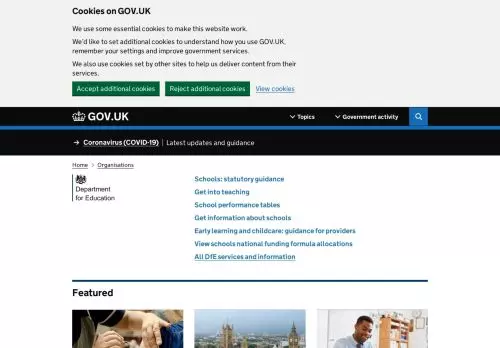 Cookies on GOV.UK
We use some essential cookies to make this website work.
We'd like to set additional cookies to understand how you use GOV.UK,
remember your settings and improve government services.
We also use cookies set by other sites to help us deliver content from their
services.
Accept additional cookies Reject additional cookies View cookies
GOV.UK Topics Government activity
→ Coronavirus (COVID-19) Latest updates and guidance
Home > Organisations
Department
for Education
Schools: statutory guidance
Get into teaching
School performance tables
Get information about schools
Early learning and childcare: guidance for providers
View schools national funding formula allocations
All DfE services and information
Featured